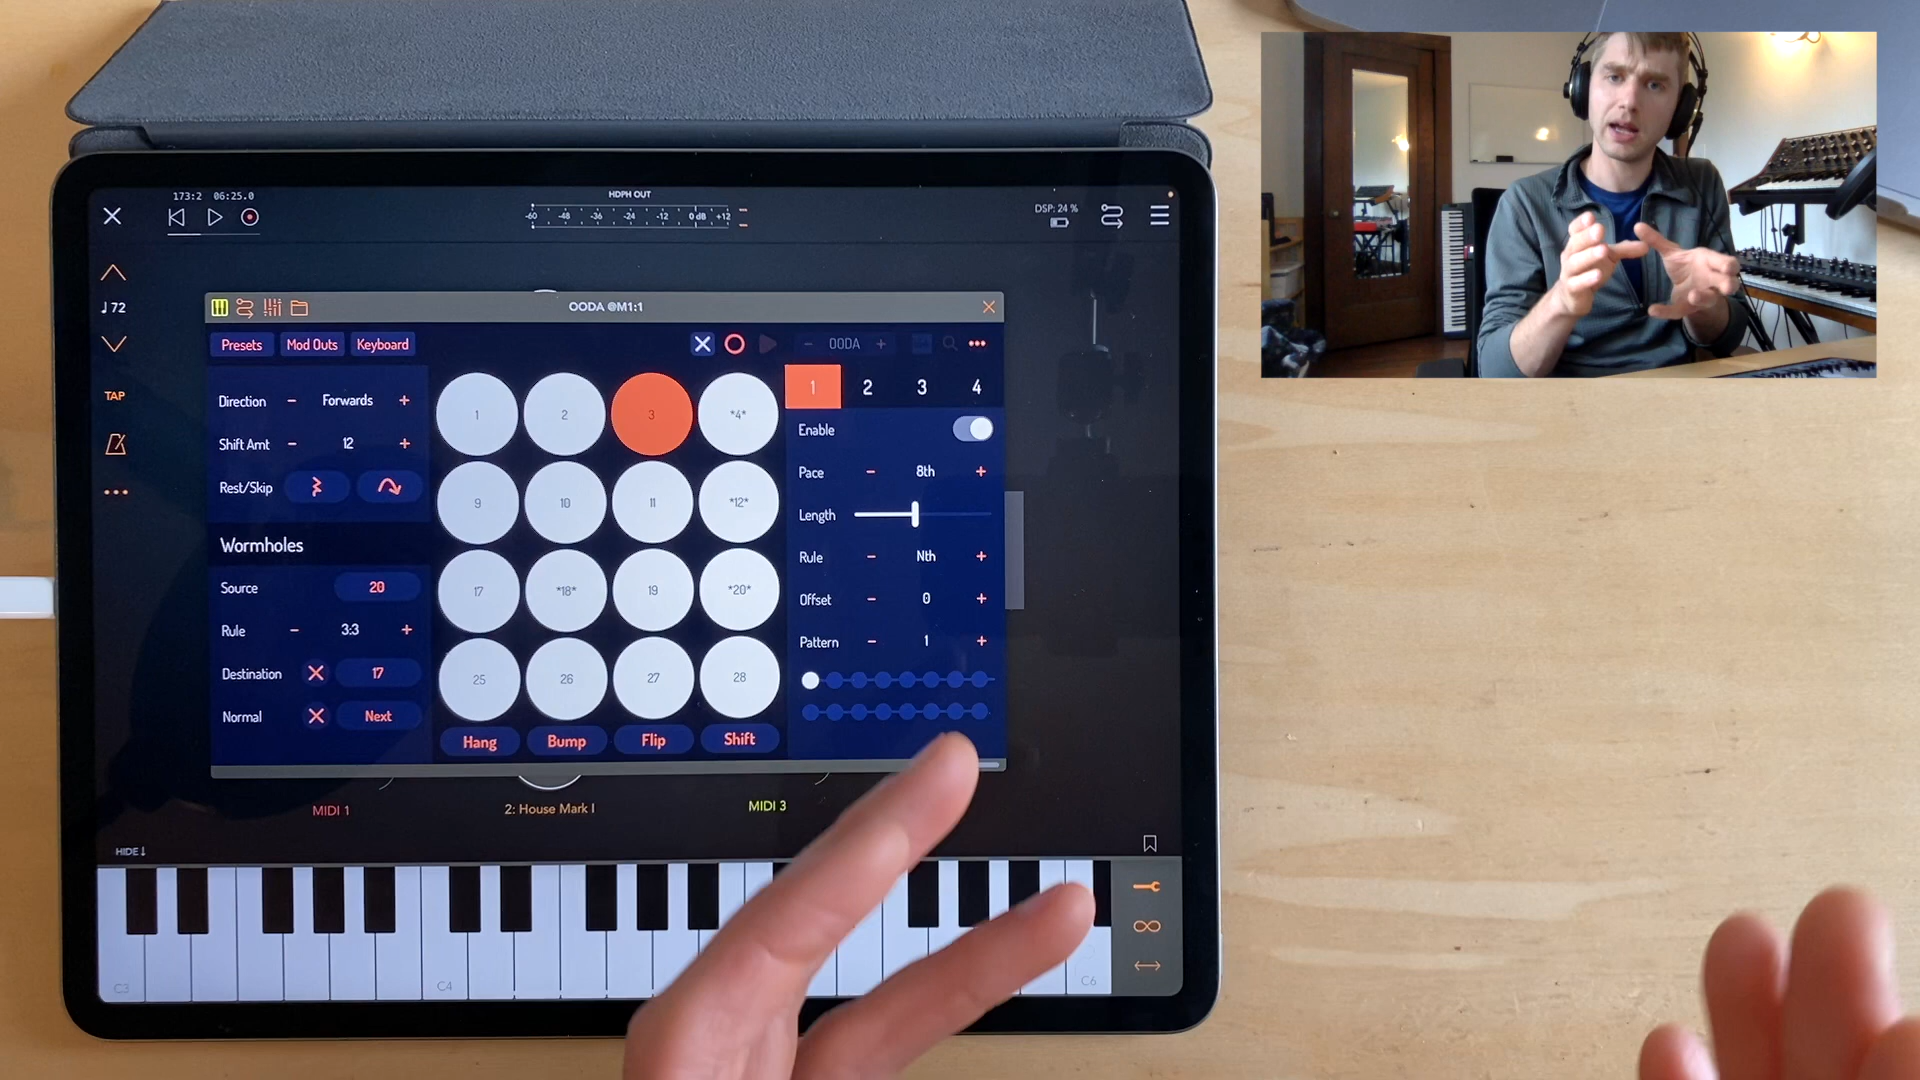 173:2 06:25.0
HDPH OUT
-60 -48 -36 -24 -12 0 dB +12
DSP: 24 %
72
TAP
OODA @M1:1
Presets Mod Outs Keyboard
- OODA +
Direction - Forwards +
Shift Amt - 12 +
Rest/Skip
Wormholes
Source 20
Rule - 3:3 +
Destination 17
Normal Next
1 2 3 *4*
9 10 11 *12*
17 *18* 19 *20*
25 26 27 28
Hang Bump Flip Shift
1 2 3 4
Enable
Pace - 8th +
Length
Rule - Nth +
Offset - 0 +
Pattern - 1 +
MIDI 1 2: House Mark I MIDI 3
HIDE↓
C3 C4 C6